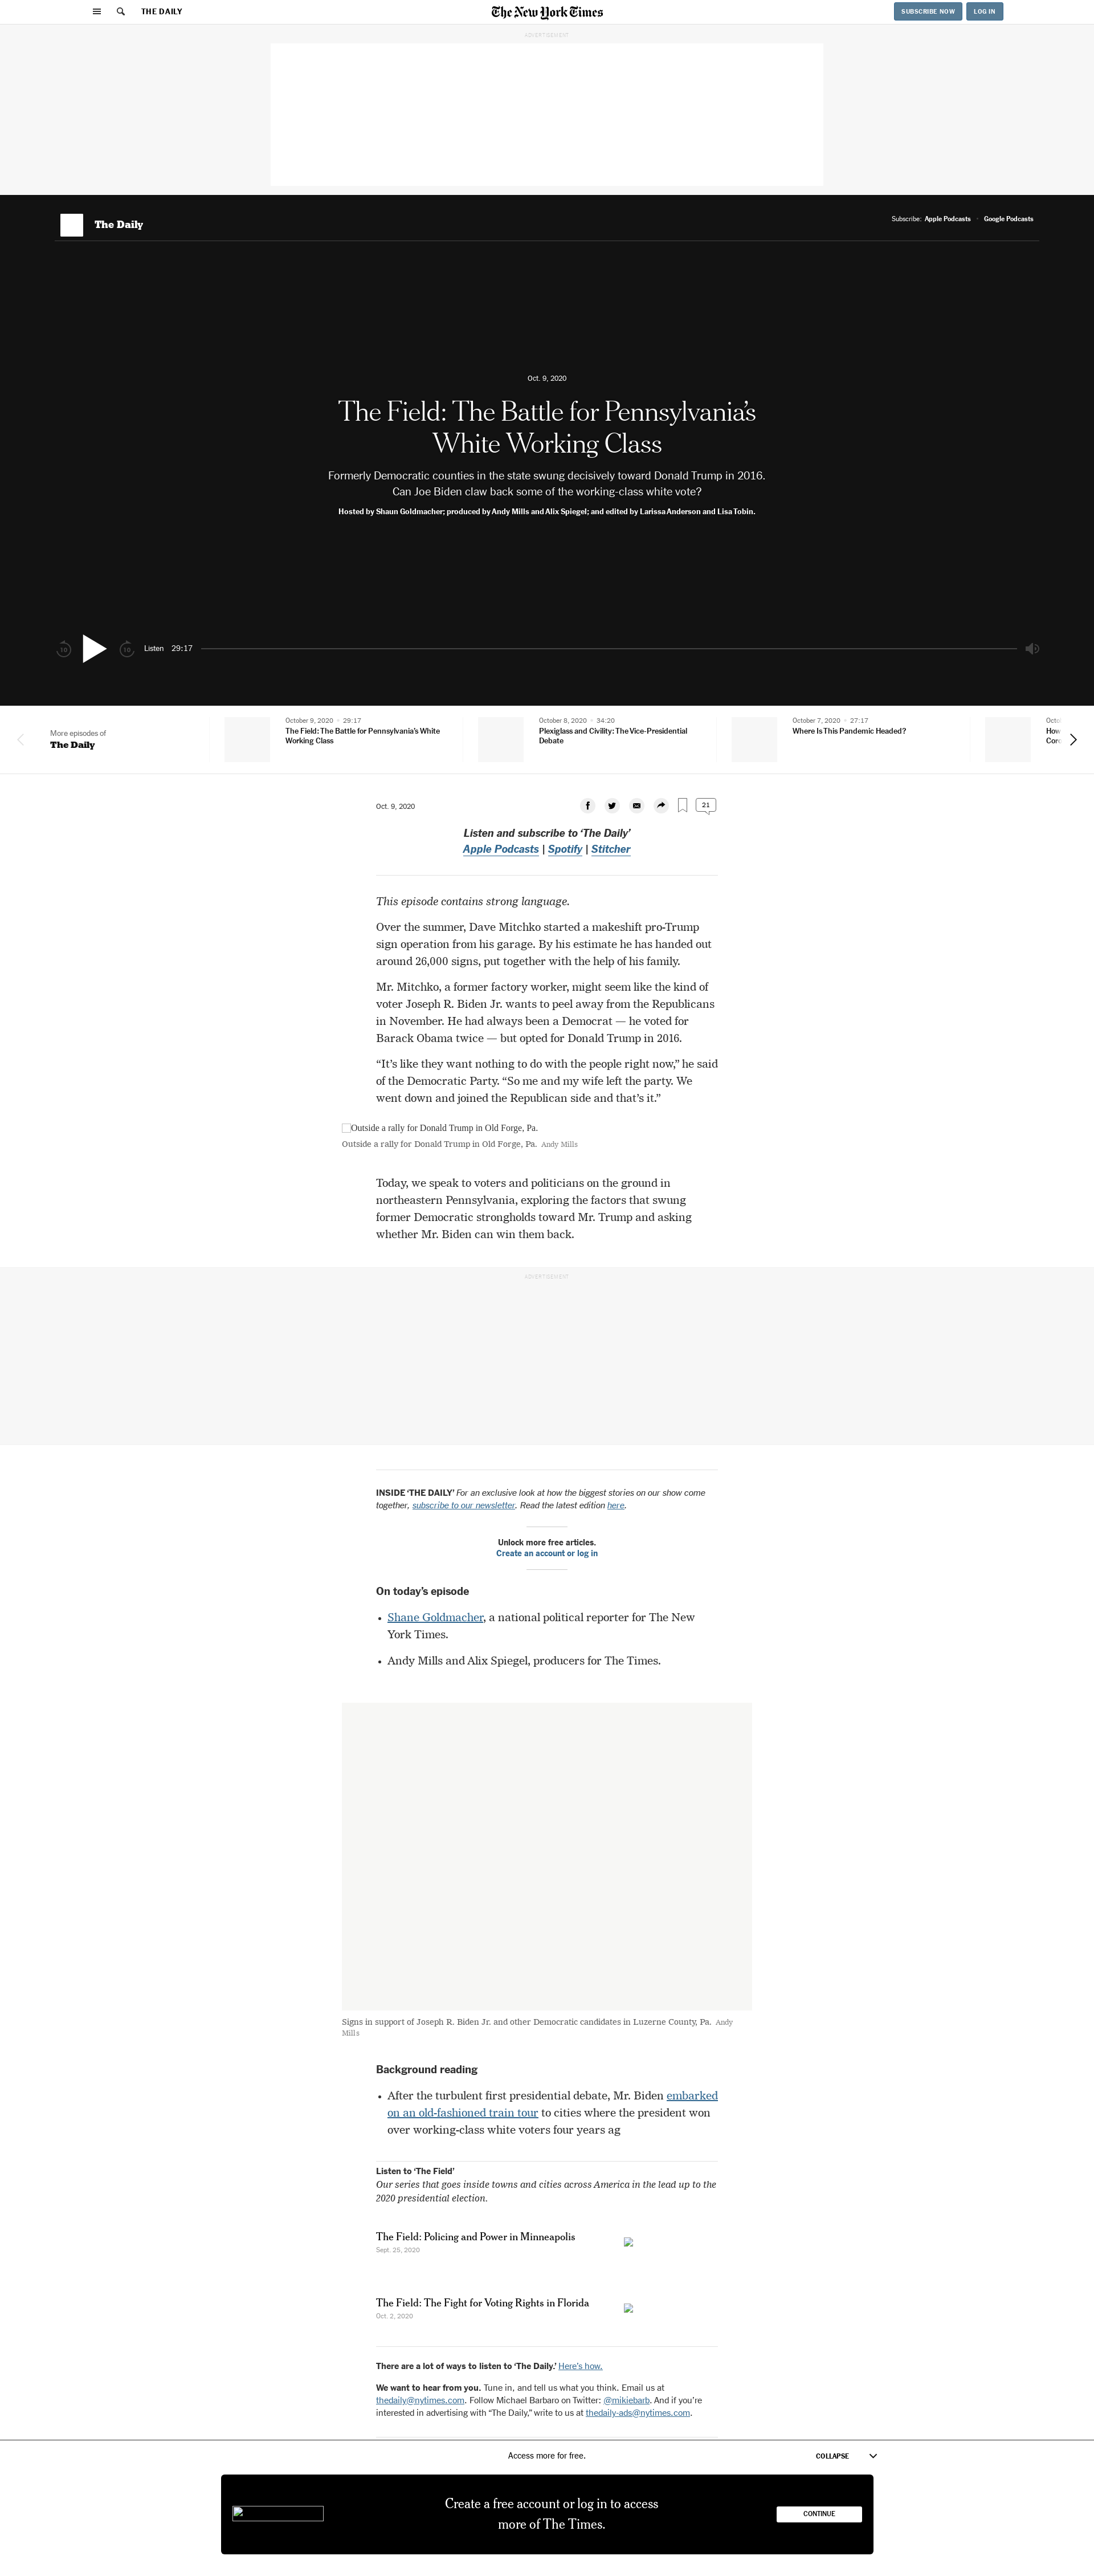 THE DAILY
The New York Times
SUBSCRIBE NOW
LOG IN
ADVERTISEMENT
The Daily
Subscribe: Apple Podcasts
Google Podcasts
Oct. 9, 2020
The Field: The Battle for Pennsylvania’s
White Working Class
Formerly Democratic counties in the state swung decisively toward Donald Trump in 2016.
Can Joe Biden claw back some of the working-class white vote?
Hosted by Shaun Goldmacher; produced by Andy Mills and Alix Spiegel; and edited by Larissa Anderson and Lisa Tobin.
10
10
Listen 29:17
More episodes of
The Daily
October 9, 2020 • 29:17
The Field: The Battle for Pennsylvania’s White
Working Class
October 8, 2020 • 34:20
Plexiglass and Civility: The Vice-Presidential
Debate
October 7, 2020 • 27:17
Where Is This Pandemic Headed?
Octo
How
Coro
Oct. 9, 2020
21
Listen and subscribe to ‘The Daily’
Apple Podcasts | Spotify | Stitcher
This episode contains strong language.
Over the summer, Dave Mitchko started a makeshift pro-Trump
sign operation from his garage. By his estimate he has handed out
around 26,000 signs, put together with the help of his family.
Mr. Mitchko, a former factory worker, might seem like the kind of
voter Joseph R. Biden Jr. wants to peel away from the Republicans
in November. He had always been a Democrat — he voted for
Barack Obama twice — but opted for Donald Trump in 2016.
“It’s like they want nothing to do with the people right now,” he said
of the Democratic Party. “So me and my wife left the party. We
went down and joined the Republican side and that’s it.”
Outside a rally for Donald Trump in Old Forge, Pa.
Outside a rally for Donald Trump in Old Forge, Pa. Andy Mills
Today, we speak to voters and politicians on the ground in
northeastern Pennsylvania, exploring the factors that swung
former Democratic strongholds toward Mr. Trump and asking
whether Mr. Biden can win them back.
ADVERTISEMENT
INSIDE ‘THE DAILY’ For an exclusive look at how the biggest stories on our show come
together, subscribe to our newsletter. Read the latest edition here.
Unlock more free articles.
Create an account or log in
On today’s episode
• Shane Goldmacher, a national political reporter for The New
York Times.
• Andy Mills and Alix Spiegel, producers for The Times.
Signs in support of Joseph R. Biden Jr. and other Democratic candidates in Luzerne County, Pa. Andy
Mills
Background reading
• After the turbulent first presidential debate, Mr. Biden embarked
on an old-fashioned train tour to cities where the president won
over working-class white voters four years ag
Listen to ‘The Field’
Our series that goes inside towns and cities across America in the lead up to the
2020 presidential election.
The Field: Policing and Power in Minneapolis
Sept. 25, 2020
The Field: The Fight for Voting Rights in Florida
Oct. 2, 2020
There are a lot of ways to listen to ‘The Daily.’ Here’s how.
We want to hear from you. Tune in, and tell us what you think. Email us at
thedaily@nytimes.com. Follow Michael Barbaro on Twitter: @mikiebarb. And if you’re
interested in advertising with “The Daily,” write to us at thedaily-ads@nytimes.com.
Access more for free.
COLLAPSE
Create a free account or log in to access
more of The Times.
CONTINUE